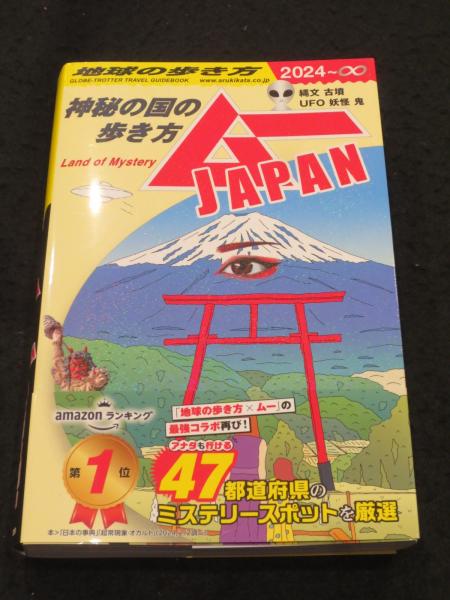 地球の歩き方
GLOBE-TROTTER TRAVEL GUIDEBOOK
www.arukikata.co.jp
2024~∞
縄文 古墳
UFO 妖怪 鬼
神秘の国の
歩き方
Land of Mystery
ムー
JAPAN
amazon ランキング
第1位
「地球の歩き方×ムー」の
最強コラボ再び!
アナタも行ける
47都道府県の
ミステリースポットを厳選